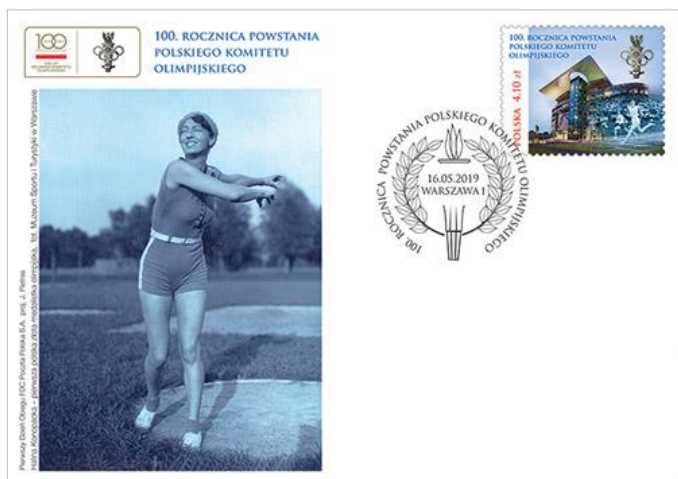 100. ROCZNICA POWSTANIA
POLSKIEGO KOMITETU
OLIMPIJSKIEGO
100
100. ROCZNICA POWSTANIA
POLSKIEGO KOMITETU
OLIMPIJSKIEGO
POLSKA 4.10 zł
100. ROCZNICA POWSTANIA POLSKIEGO KOMITETU OLIMPIJSKIEGO
16.05.2019
WARSZAWA 1
Pierwszy Dzień Obiegu FDC Poczta Polska S.A. proj. J. Pietras
Halina Konopacka – pierwsza polska złota medalistka olimpijska, fot. Muzeum Sportu i Turystyki w Warszawie